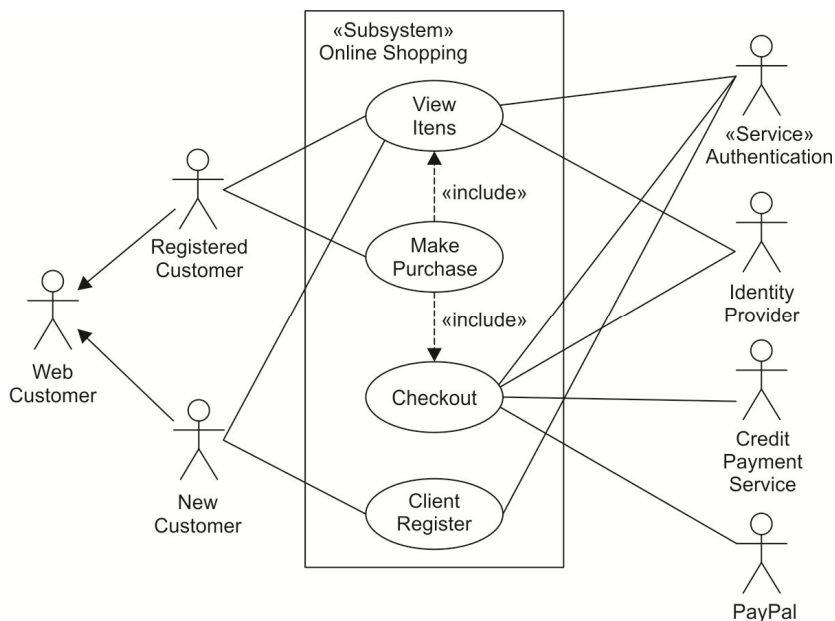 «Subsystem»
Online Shopping
View
Itens
«include»
Make
Purchase
«include»
Checkout
Client
Register
Registered
Customer
Web
Customer
New
Customer
«Service»
Authentication
Identity
Provider
Credit
Payment
Service
PayPal